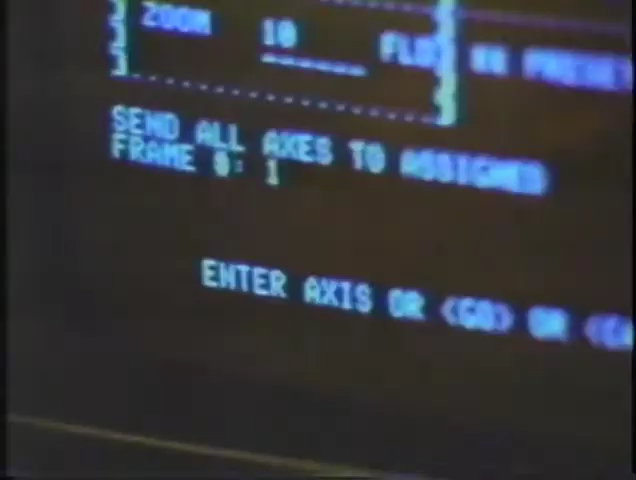 ZOOM 10
SEND ALL AXES TO ASSIGNED
FRAME 0: 1
ENTER AXIS OR <GO> OR